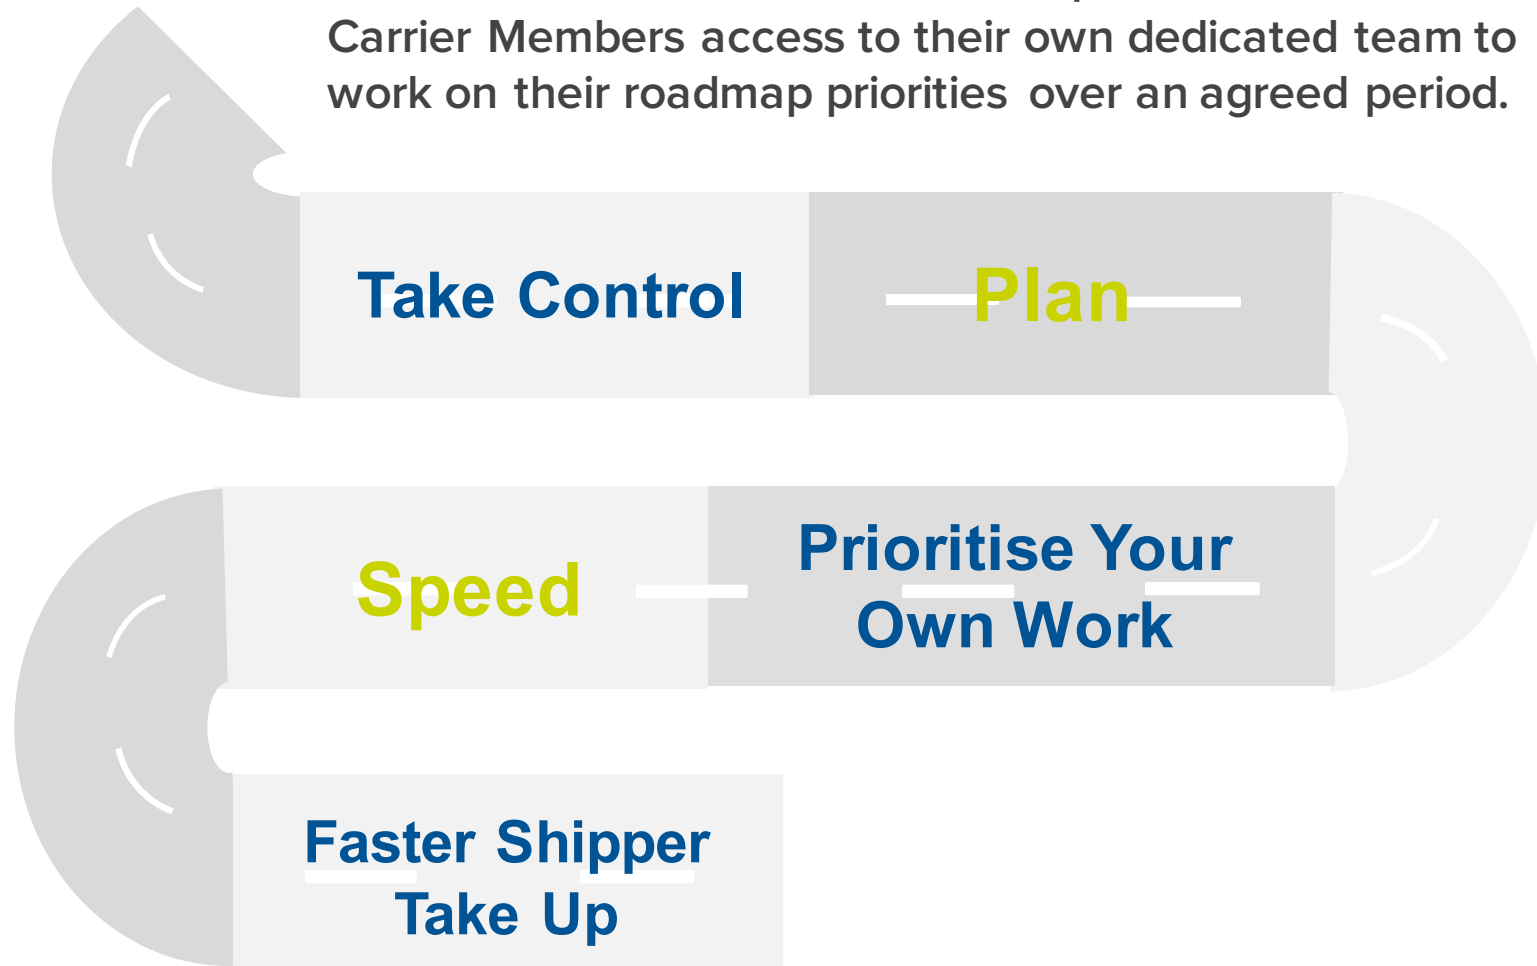 Carrier Members access to their own dedicated team to
work on their roadmap priorities over an agreed period.
Take Control
Plan
Prioritise Your
Own Work
Speed
Faster Shipper
Take Up